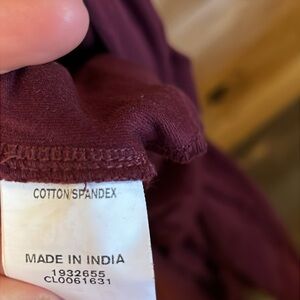 COTTON/SPANDEX
MADE IN INDIA
1932655
CL0061631